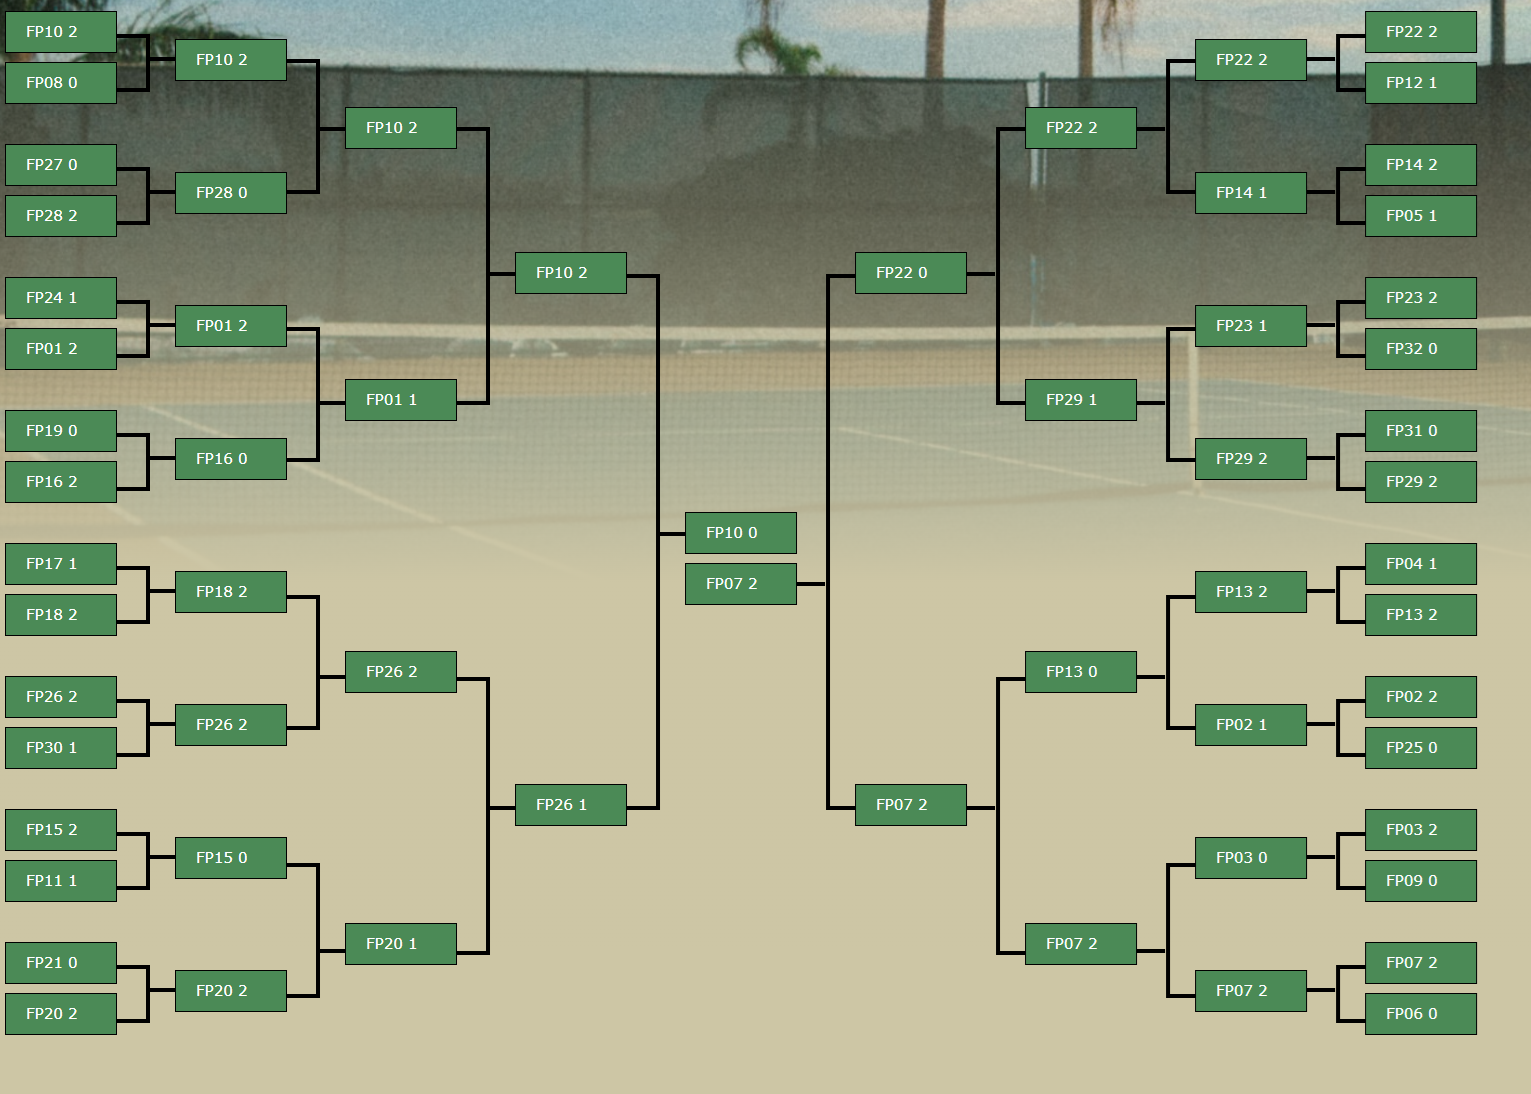 FP10 2
FP08 0
FP27 0
FP28 2
FP24 1
FP01 2
FP19 0
FP16 2
FP17 1
FP18 2
FP26 2
FP30 1
FP15 2
FP11 1
FP21 0
FP20 2
FP10 2
FP28 0
FP01 2
FP16 0
FP18 2
FP26 2
FP15 0
FP20 2
FP10 2
FP01 1
FP26 2
FP20 1
FP10 2
FP26 1
FP10 0
FP07 2
FP22 0
FP07 2
FP22 2
FP29 1
FP13 0
FP07 2
FP22 2
FP14 1
FP23 1
FP29 2
FP13 2
FP02 1
FP03 0
FP07 2
FP22 2
FP12 1
FP14 2
FP05 1
FP23 2
FP32 0
FP31 0
FP29 2
FP04 1
FP13 2
FP02 2
FP25 0
FP03 2
FP09 0
FP07 2
FP06 0